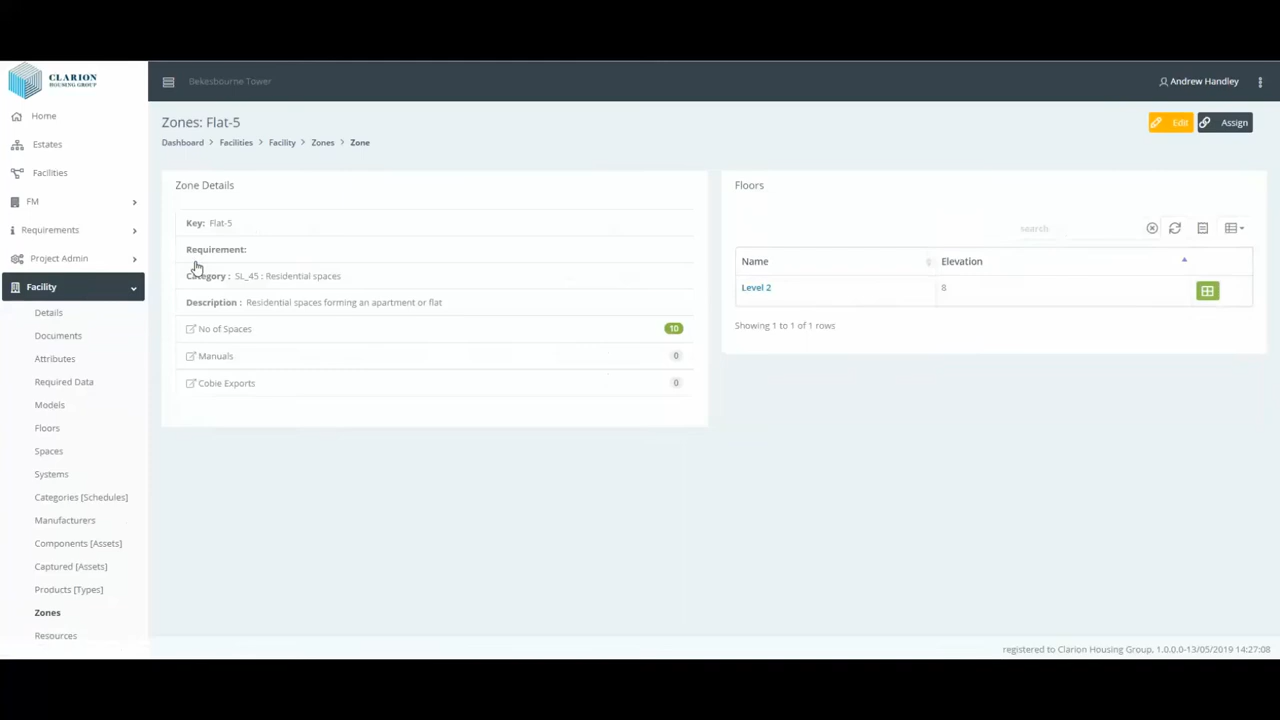 CLARION
HOUSING GROUP
Bekesbourne Tower
Andrew Handley
Home
Estates
Facilities
FM
Requirements
Project Admin
Facility
Details
Documents
Attributes
Required Data
Models
Floors
Spaces
Systems
Categories [Schedules]
Manufacturers
Components [Assets]
Captured [Assets]
Products [Types]
Zones
Resources
Zones: Flat-5
Edit
Assign
Dashboard > Facilities > Facility > Zones > Zone
Zone Details
Key: Flat-5
Requirement:
Category : SL_45 : Residential spaces
Description : Residential spaces forming an apartment or flat
No of Spaces 10
Manuals 0
Cobie Exports 0
Floors
search
Name Elevation
Level 2 8
Showing 1 to 1 of 1 rows
registered to Clarion Housing Group, 1.0.0.0-13/05/2019 14:27:08